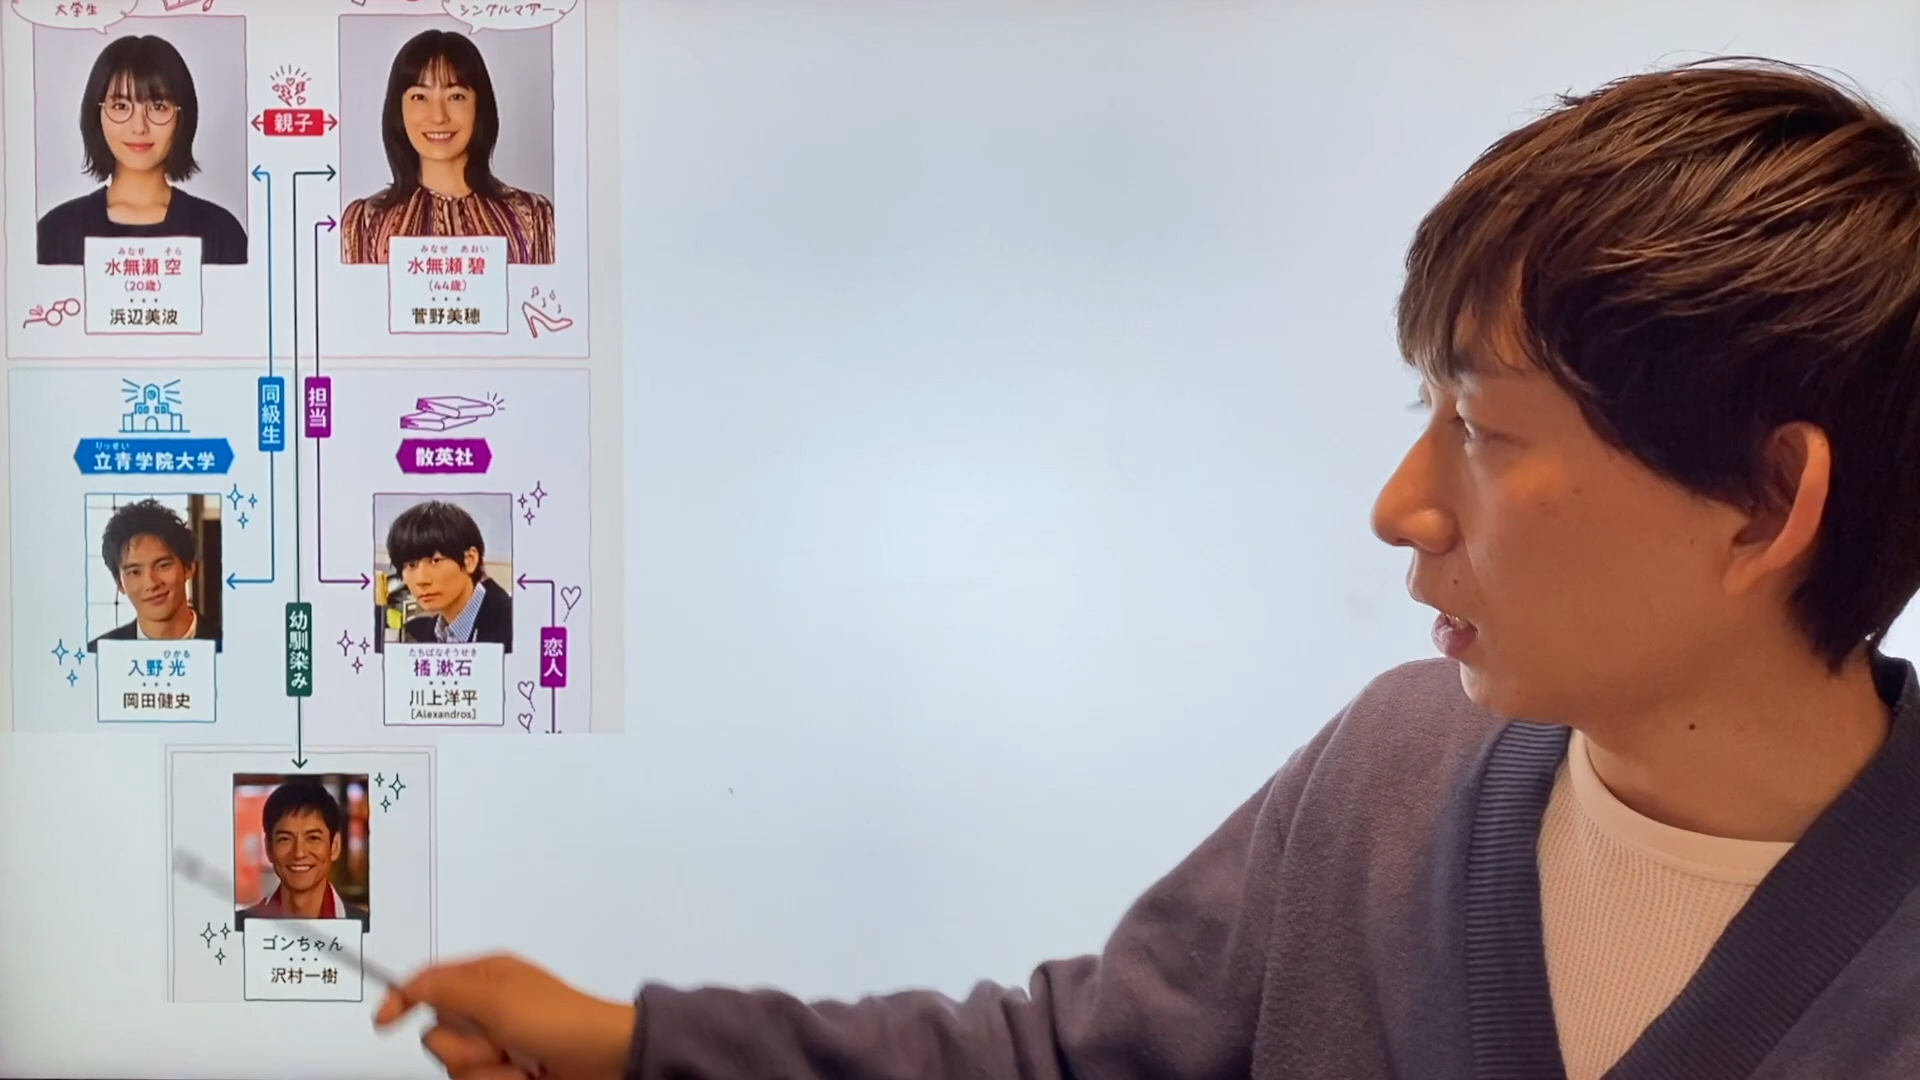 大学生
シングルマザー
親子
みなせ そら
水無瀬 空
(20歳)
浜辺美波
みなせ あおい
水無瀬 碧
(44歳)
菅野美穂
同級生
担当
りっせい
立青学院大学
散英社
幼馴染み
恋人
ひかる
入野 光
岡田健史
たちばなそうせき
橘 漱石
川上洋平
[Alexandros]
ゴンちゃん
沢村一樹